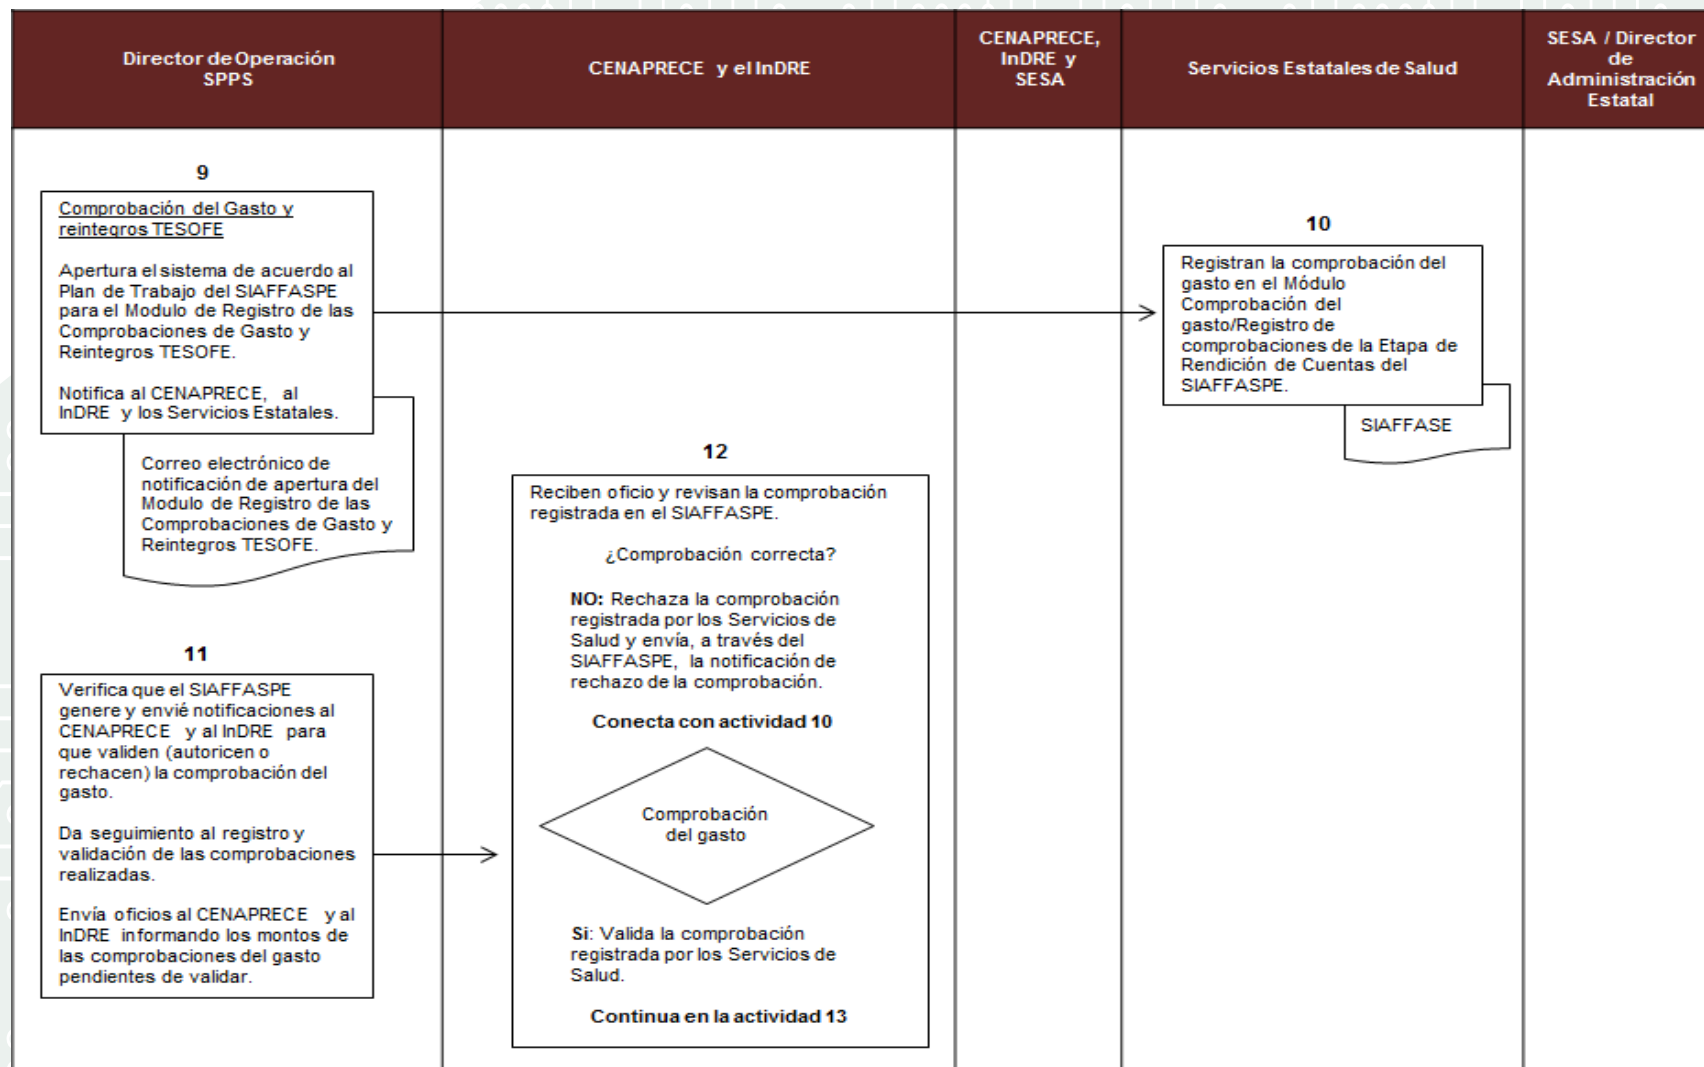 Director de Operación
SPPS
CENAPRECE y el InDRE
CENAPRECE,
InDRE y
SESA
Servicios Estatales de Salud
SESA / Director
de
Administración
Estatal
9
Comprobación del Gasto y
reintegros TESOFE
Apertura el sistema de acuerdo al
Plan de Trabajo del SIAFFASPE
para el Modulo de Registro de las
Comprobaciones de Gasto y
Reintegros TESOFE.
Notifica al CENAPRECE, al
InDRE y los Servicios Estatales.
Correo electrónico de
notificación de apertura del
Modulo de Registro de las
Comprobaciones de Gasto y
Reintegros TESOFE.
10
Registran la comprobación del
gasto en el Módulo
Comprobación del
gasto/Registro de
comprobaciones de la Etapa de
Rendición de Cuentas del
SIAFFASPE.
SIAFFASE
11
Verifica que el SIAFFASPE
genere y envié notificaciones al
CENAPRECE y al InDRE para
que validen (autoricen o
rechacen) la comprobación del
gasto.
Da seguimiento al registro y
validación de las comprobaciones
realizadas.
Envía oficios al CENAPRECE y al
InDRE informando los montos de
las comprobaciones del gasto
pendientes de validar.
12
Reciben oficio y revisan la comprobación
registrada en el SIAFFASPE.
¿Comprobación correcta?
NO: Rechaza la comprobación
registrada por los Servicios de
Salud y envía, a través del
SIAFFASPE, la notificación de
rechazo de la comprobación.
Conecta con actividad 10
Comprobación
del gasto
Si: Valida la comprobación
registrada por los Servicios de
Salud.
Continua en la actividad 13